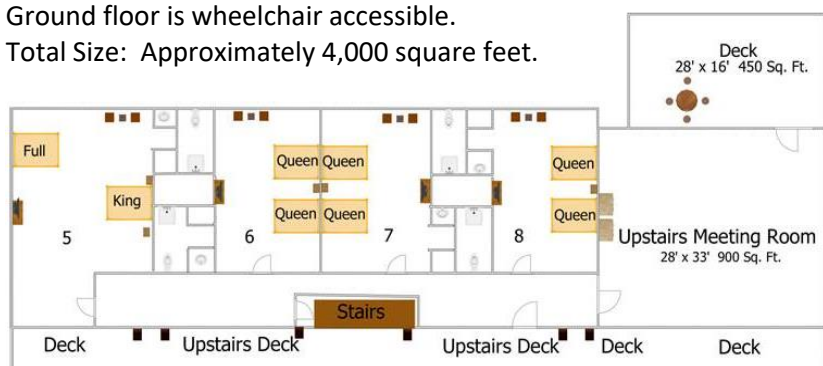 Ground floor is wheelchair accessible.
Total Size:  Approximately 4,000 square feet.
Deck
28' x 16'  450 Sq. Ft.
Full
King
5
6
Queen
Queen
Queen
Queen
7
8
Queen
Queen
Upstairs Meeting Room
28' x 33'  900 Sq. Ft.
Stairs
Deck
Upstairs Deck
Upstairs Deck
Deck
Deck